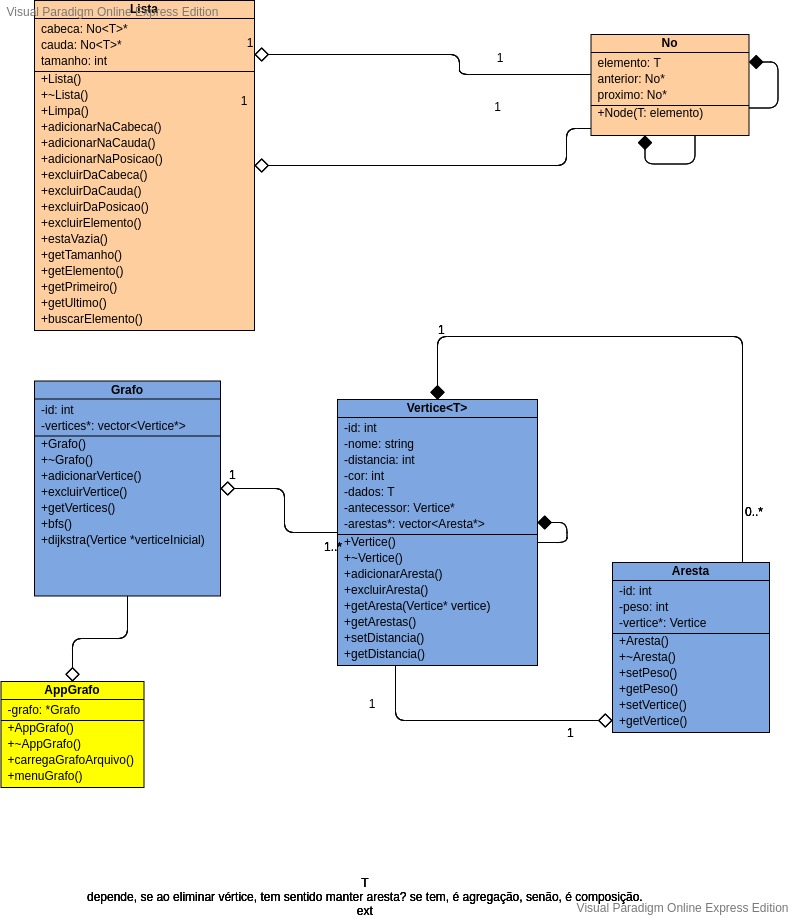 Visual Paradigm Online Express Edition
Lista
cabeca: No<T>*
cauda: No<T>*
tamanho: int
+Lista()
+~Lista()
+Limpa()
+adicionarNaCabeca()
+adicionarNaCauda()
+adicionarNaPosicao()
+excluirDaCabeca()
+excluirDaCauda()
+excluirDaPosicao()
+excluirElemento()
+estaVazia()
+getTamanho()
+getElemento()
+getPrimeiro()
+getUltimo()
+buscarElemento()
1
1
1
1
No
elemento: T
anterior: No*
proximo: No*
+Node(T: elemento)
Grafo
-id: int
-vertices*: vector<Vertice*>
+Grafo()
+~Grafo()
+adicionarVertice()
+excluirVertice()
+getVertices()
+bfs()
+dijkstra(Vertice *verticeInicial)
1
1..*
1
Vertice<T>
-id: int
-nome: string
-distancia: int
-cor: int
-dados: T
-antecessor: Vertice*
-arestas*: vector<Aresta*>
+Vertice()
+~Vertice()
+adicionarAresta()
+excluirAresta()
+getAresta(Vertice* vertice)
+getArestas()
+setDistancia()
+getDistancia()
0..*
Aresta
-id: int
-peso: int
-vertice*: Vertice
+Aresta()
+~Aresta()
+setPeso()
+getPeso()
+setVertice()
+getVertice()
1
1
AppGrafo
-grafo: *Grafo
+AppGrafo()
+~AppGrafo()
+carregaGrafoArquivo()
+menuGrafo()
T
depende, se ao eliminar vértice, tem sentido manter aresta? se tem, é agregação, senão, é composição.
ext
Visual Paradigm Online Express Edition